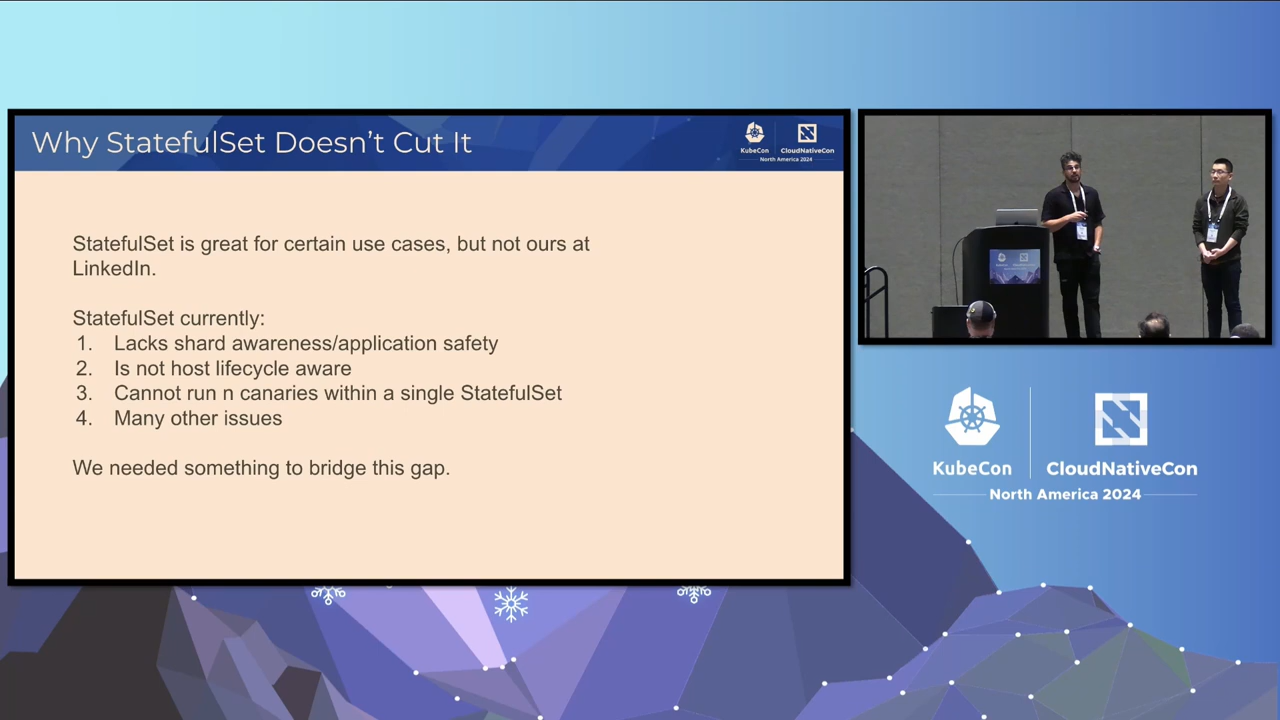 Why StatefulSet Doesn't Cut It
KubeCon
CloudNativeCon
North America 2024
StatefulSet is great for certain use cases, but not ours at
LinkedIn.
StatefulSet currently:
1. Lacks shard awareness/application safety
2. Is not host lifecycle aware
3. Cannot run n canaries within a single StatefulSet
4. Many other issues
We needed something to bridge this gap.
KubeCon
CloudNativeCon
North America 2024